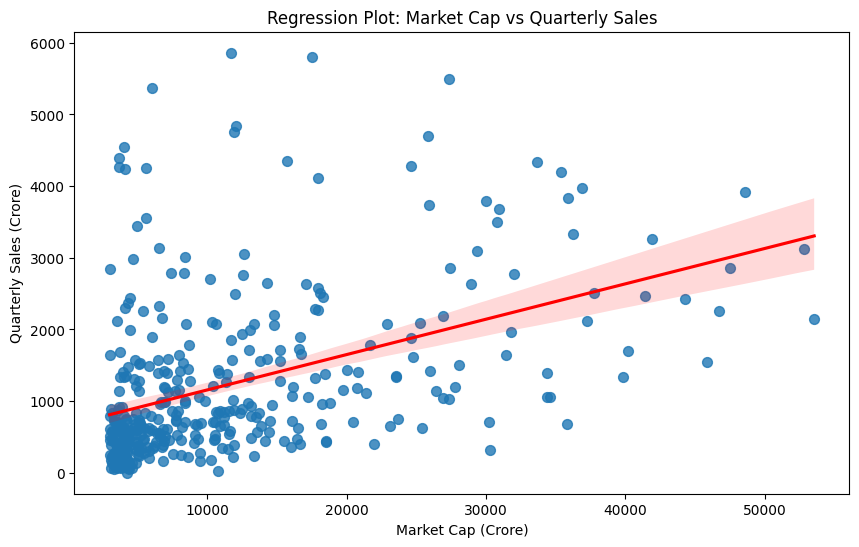 Regression Plot: Market Cap vs Quarterly Sales
6000
5000
4000
3000
2000
1000
0
Quarterly Sales (Crore)
10000 20000 30000 40000 50000
Market Cap (Crore)